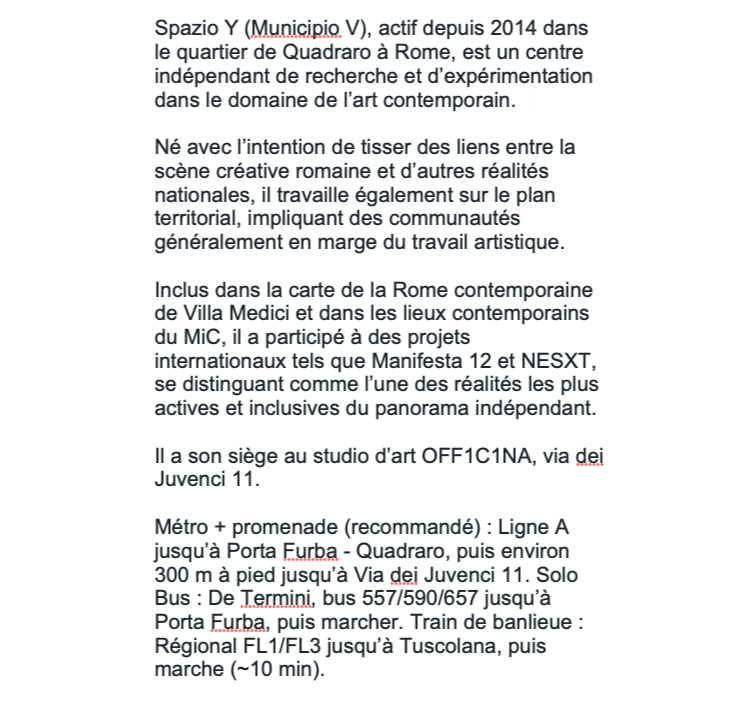 Spazio Y (Municipio V), actif depuis 2014 dans
le quartier de Quadraro à Rome, est un centre
indépendant de recherche et d’expérimentation
dans le domaine de l’art contemporain.
Né avec l’intention de tisser des liens entre la
scène créative romaine et d’autres réalités
nationales, il travaille également sur le plan
territorial, impliquant des communautés
généralement en marge du travail artistique.
Inclus dans la carte de la Rome contemporaine
de Villa Medici et dans les lieux contemporains
du MiC, il a participé à des projets
internationaux tels que Manifesta 12 et NESXT,
se distinguant comme l’une des réalités les plus
actives et inclusives du panorama indépendant.
Il a son siège au studio d’art OFF1C1NA, via dei
Juvenci 11.
Métro + promenade (recommandé) : Ligne A
jusqu’à Porta Furba - Quadraro, puis environ
300 m à pied jusqu’à Via dei Juvenci 11. Solo
Bus : De Termini, bus 557/590/657 jusqu’à
Porta Furba, puis marcher. Train de banlieue :
Régional FL1/FL3 jusqu’à Tuscolana, puis
marche (~10 min).